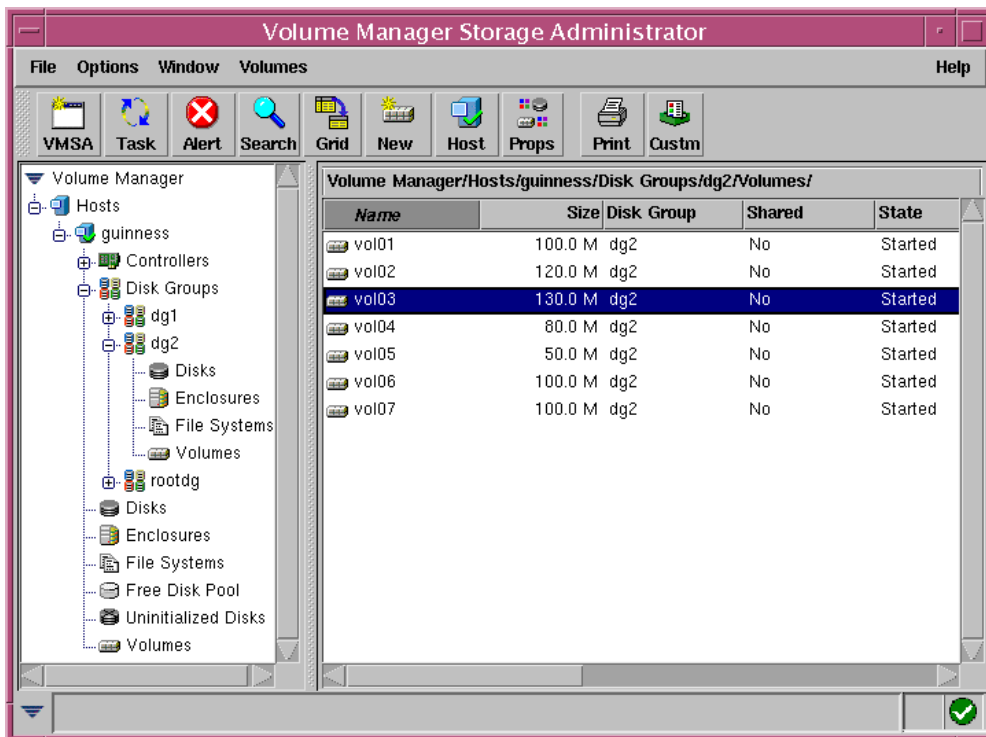 Volume Manager Storage Administrator
File Options Window Volumes Help
VMSA Task Alert Search Grid New Host Props Print Custm
Volume Manager
Hosts
guinness
Controllers
Disk Groups
dg1
dg2
Disks
Enclosures
File Systems
Volumes
rootdg
Disks
Enclosures
File Systems
Free Disk Pool
Uninitialized Disks
Volumes
Volume Manager/Hosts/guinness/Disk Groups/dg2/Volumes/
Name Size Disk Group Shared State
vol01 100.0 M dg2 No Started
vol02 120.0 M dg2 No Started
vol03 130.0 M dg2 No Started
vol04 80.0 M dg2 No Started
vol05 50.0 M dg2 No Started
vol06 100.0 M dg2 No Started
vol07 100.0 M dg2 No Started